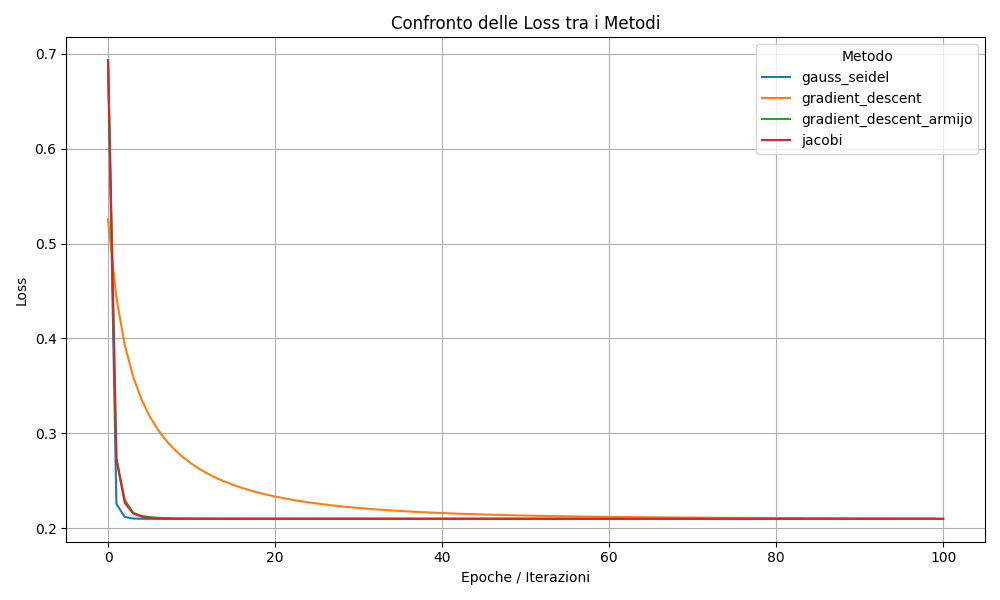 Confronto delle Loss tra i Metodi
Metodo
gauss_seidel
gradient_descent
gradient_descent_armijo
jacobi
Loss
0.7
0.6
0.5
0.4
0.3
0.2
0 20 40 60 80 100
Epoche / Iterazioni